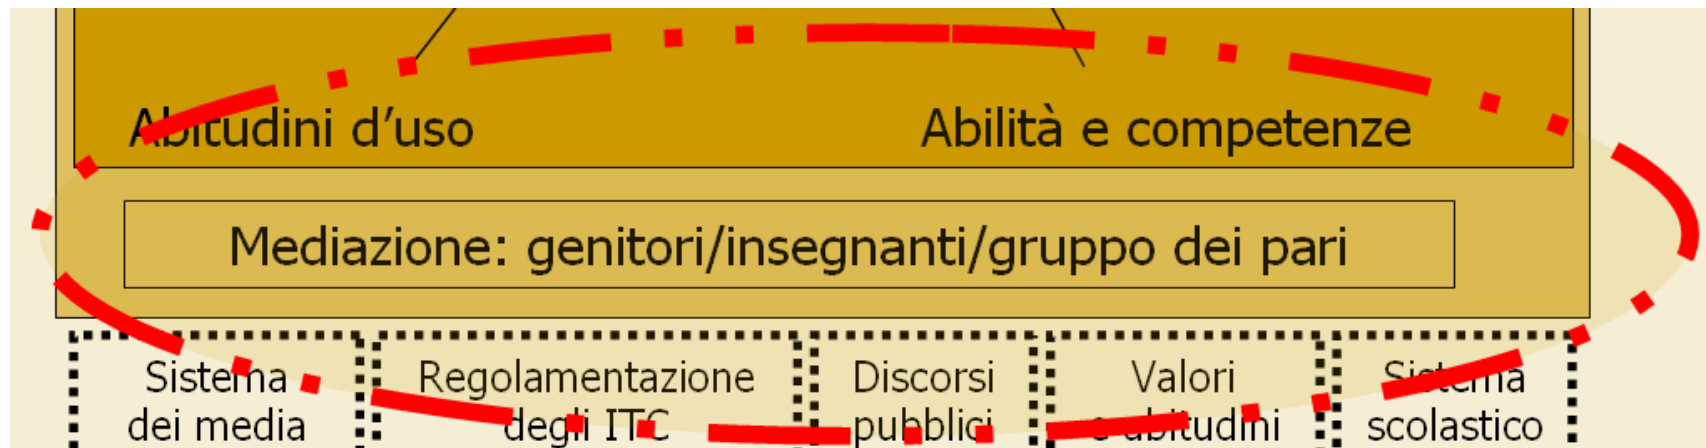 Abitudini d’uso
Abilità e competenze
Mediazione: genitori/insegnanti/gruppo dei pari
Sistema
dei media
Regolamentazione
degli ITC
Discorsi
pubblici
Valori
e abitudini
Sistema
scolastico